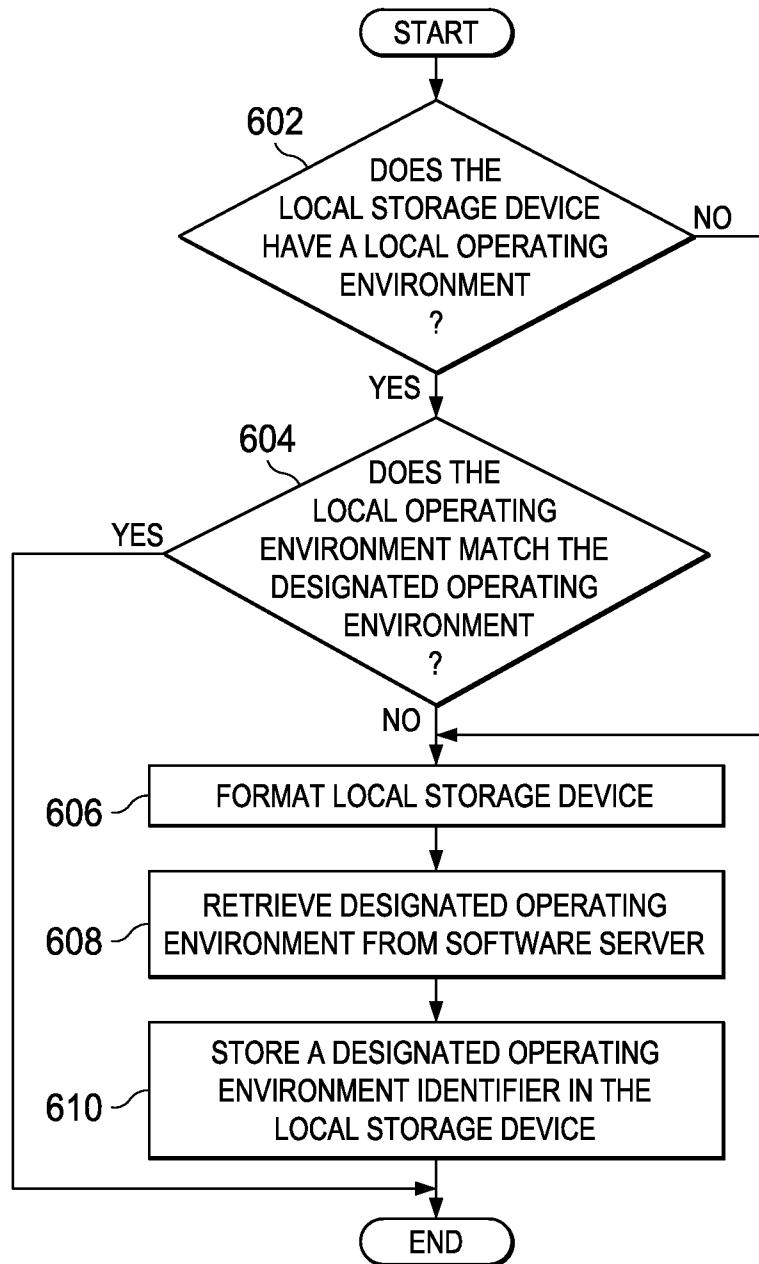 START
602
DOES THE
LOCAL STORAGE DEVICE
HAVE A LOCAL OPERATING
ENVIRONMENT
?
NO
YES
604
DOES THE
LOCAL OPERATING
ENVIRONMENT MATCH THE
DESIGNATED OPERATING
ENVIRONMENT
?
YES
NO
606
FORMAT LOCAL STORAGE DEVICE
608
RETRIEVE DESIGNATED OPERATING
ENVIRONMENT FROM SOFTWARE SERVER
610
STORE A DESIGNATED OPERATING
ENVIRONMENT IDENTIFIER IN THE
LOCAL STORAGE DEVICE
END